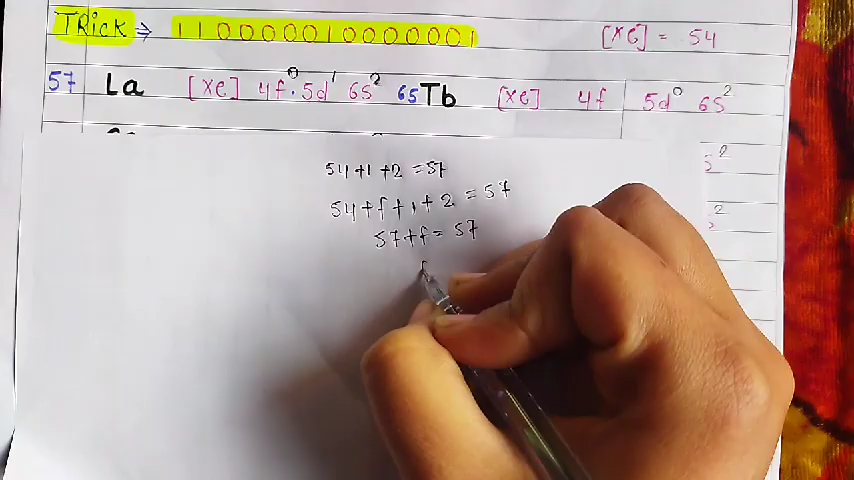 TRick ⇒ 110000001000001
[Xe] = 54
57 La [Xe] 4f⁰ · 5d¹ 6s² 65Tb [Xe] 4f 5d⁰ 6s²
54+1+2 = 57
54+f+1+2 = 57
57+f = 57